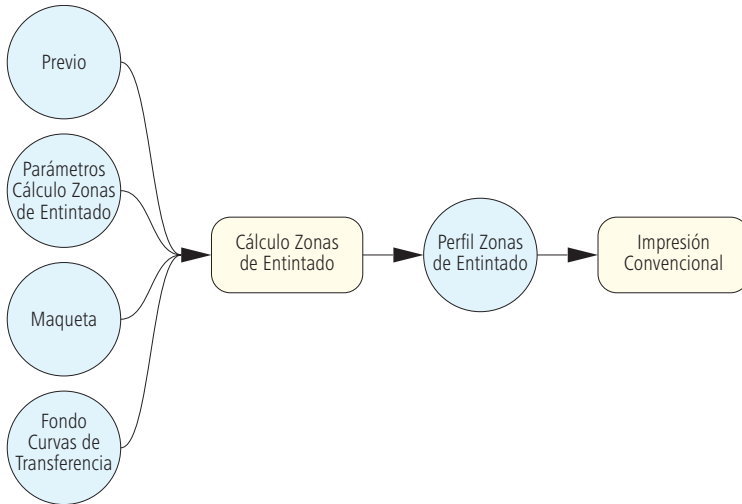 Previo
Parámetros
Cálculo Zonas
de Entintado
Maqueta
Fondo
Curvas de
Transferencia
Cálculo Zonas
de Entintado
Perfil Zonas
de Entintado
Impresión
Convencional